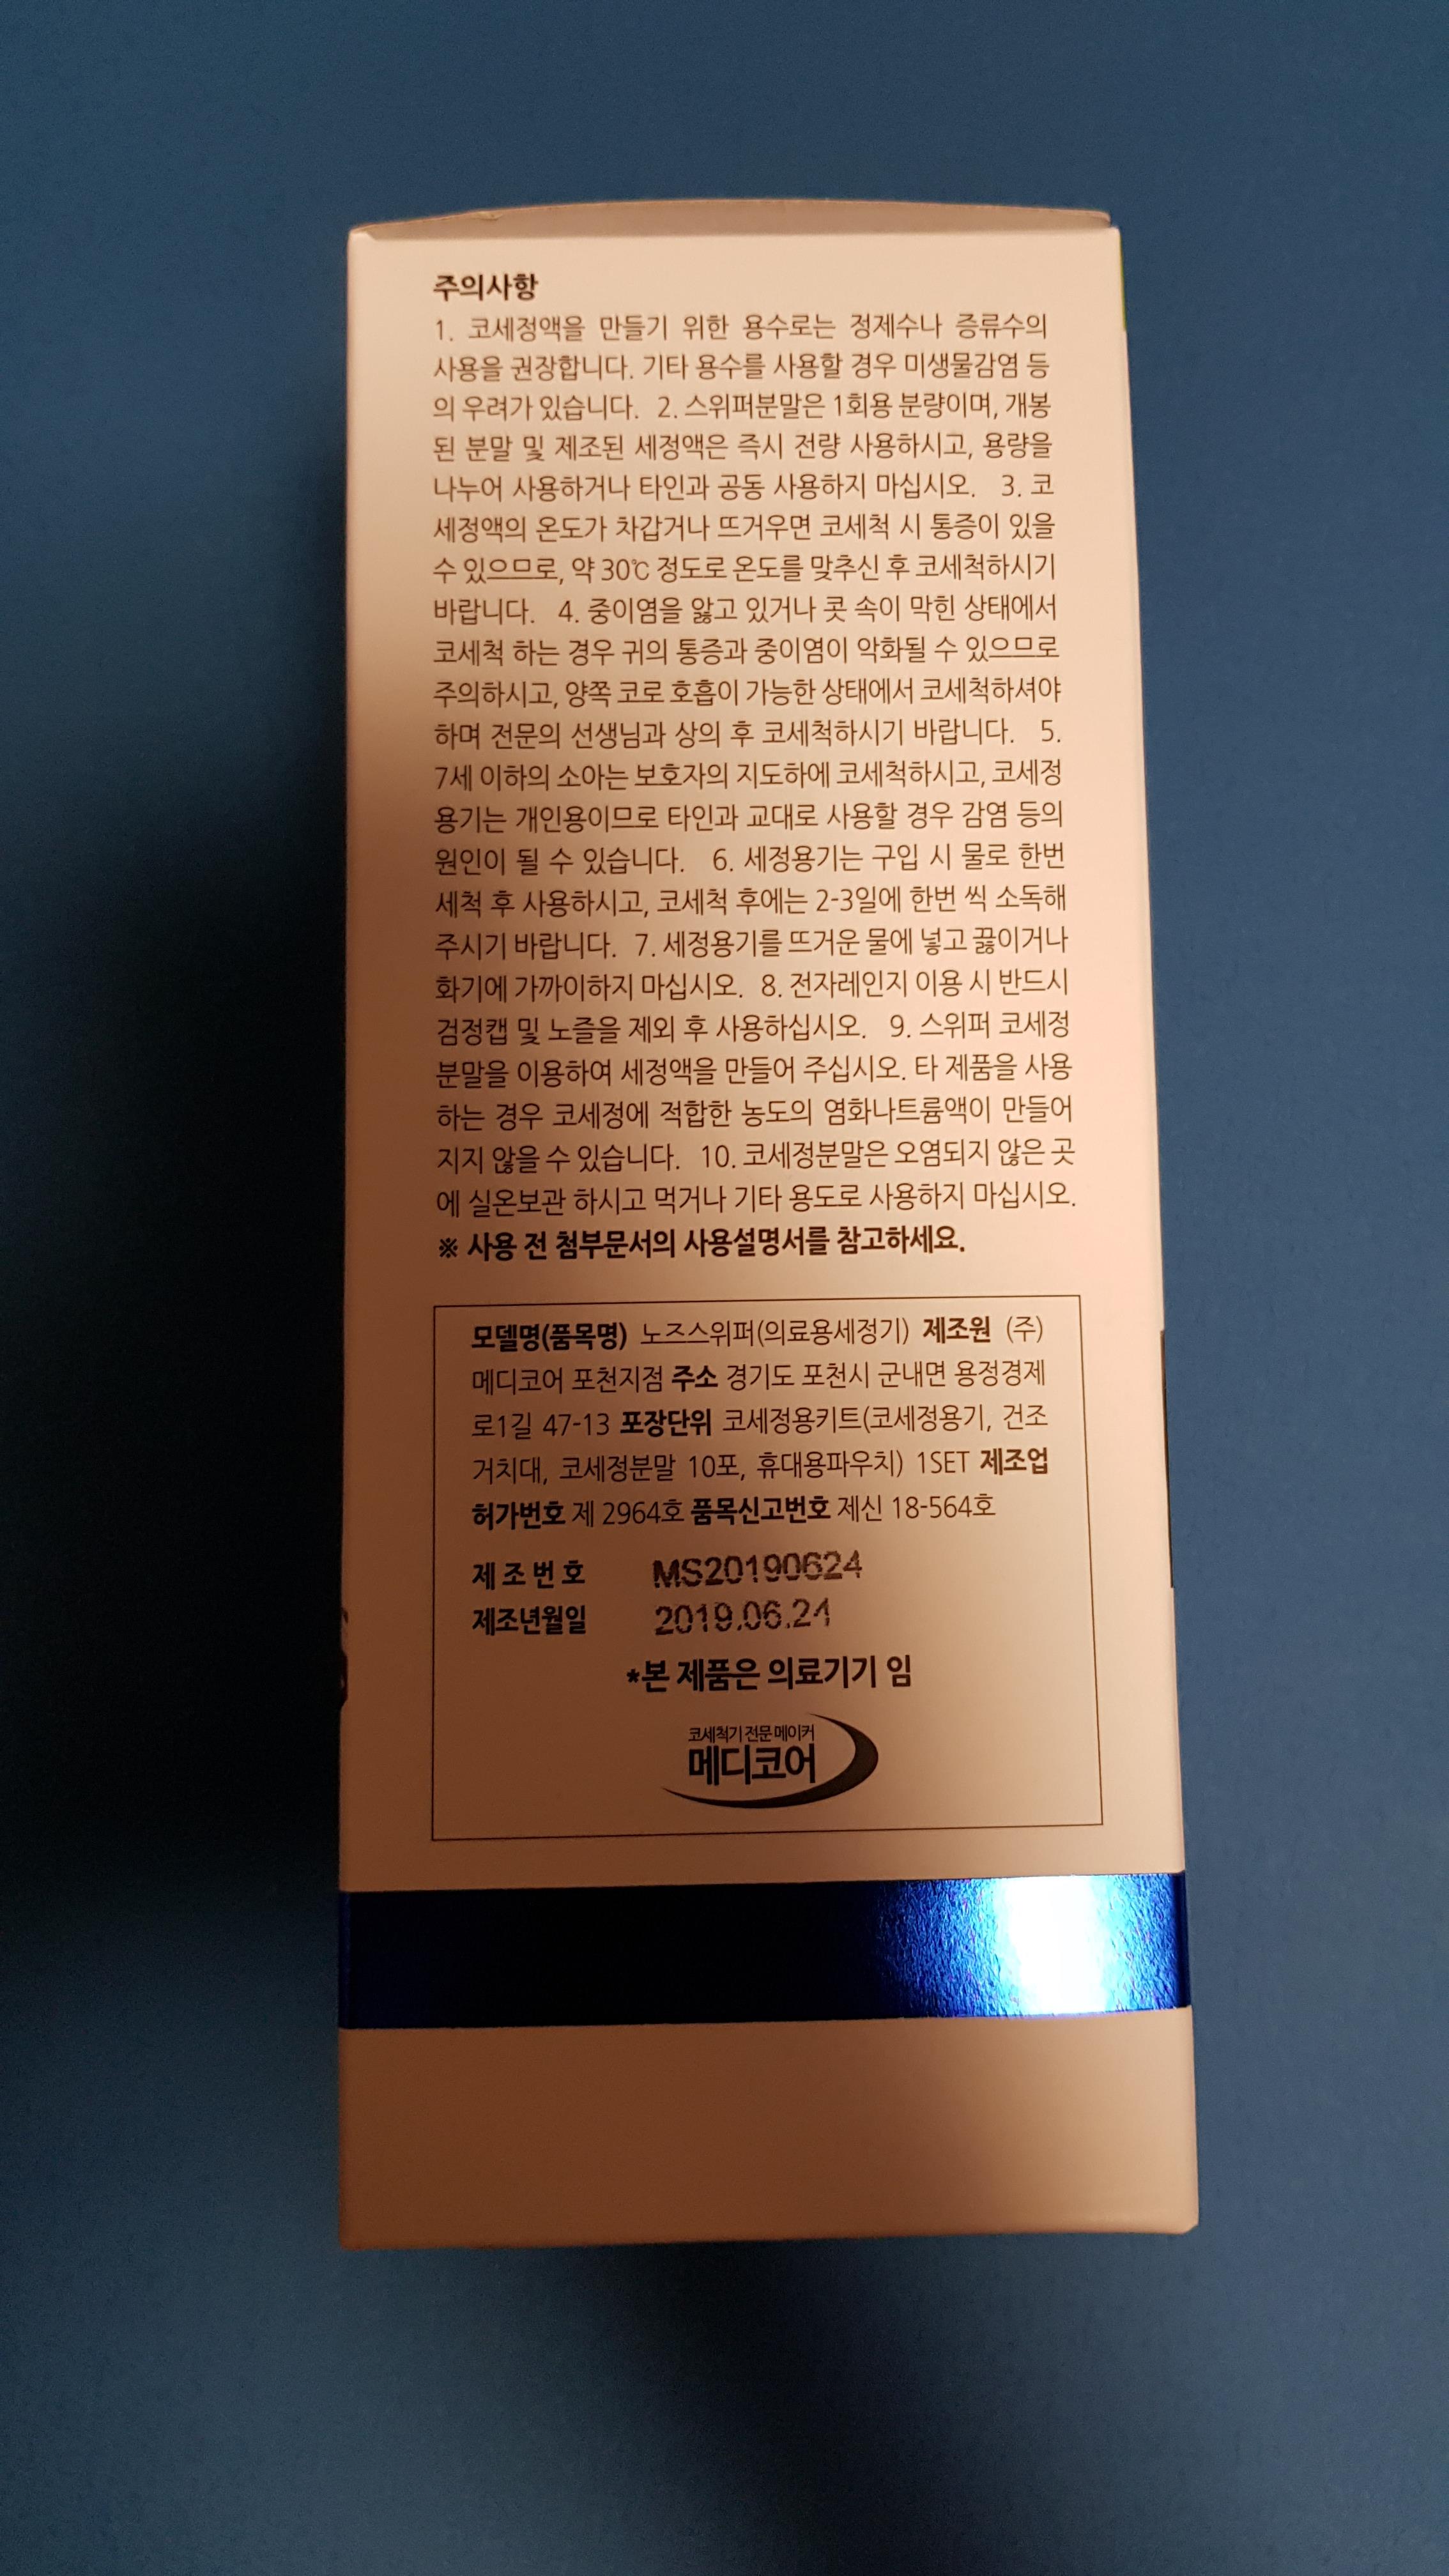 주의사항
1. 코세정액을 만들기 위한 용수로는 정제수나 증류수의
사용을 권장합니다. 기타 용수를 사용할 경우 미생물감염 등
의 우려가 있습니다. 2. 스위퍼분말은 1회용 분량이며, 개봉
된 분말 및 제조된 세정액은 즉시 전량 사용하시고, 용량을
나누어 사용하거나 타인과 공동 사용하지 마십시오. 3. 코
세정액의 온도가 차갑거나 뜨거우면 코세척 시 통증이 있을
수 있으므로, 약 30℃ 정도로 온도를 맞추신 후 코세척하시기
바랍니다. 4. 중이염을 앓고 있거나 콧 속이 막힌 상태에서
코세척 하는 경우 귀의 통증과 중이염이 악화될 수 있으므로
주의하시고, 양쪽 코로 호흡이 가능한 상태에서 코세척하셔야
하며 전문의 선생님과 상의 후 코세척하시기 바랍니다. 5.
7세 이하의 소아는 보호자의 지도하에 코세척하시고, 코세정
용기는 개인용이므로 타인과 교대로 사용할 경우 감염 등의
원인이 될 수 있습니다. 6. 세정용기는 구입 시 물로 한번
세척 후 사용하시고, 코세척 후에는 2-3일에 한번 씩 소독해
주시기 바랍니다. 7. 세정용기를 뜨거운 물에 넣고 끓이거나
화기에 가까이하지 마십시오. 8. 전자레인지 이용 시 반드시
검정캡 및 노즐을 제외 후 사용하십시오. 9. 스위퍼 코세정
분말을 이용하여 세정액을 만들어 주십시오. 타 제품을 사용
하는 경우 코세정에 적합한 농도의 염화나트륨액이 만들어
지지 않을 수 있습니다. 10. 코세정분말은 오염되지 않은 곳
에 실온보관 하시고 먹거나 기타 용도로 사용하지 마십시오.
※ 사용 전 첨부문서의 사용설명서를 참고하세요.
모델명(품목명) 노즈스위퍼(의료용세정기) 제조원 (주)
메디코어 포천지점 주소 경기도 포천시 군내면 용정경제
로1길 47-13 포장단위 코세정용키트(코세정용기, 건조
거치대, 코세정분말 10포, 휴대용파우치) 1SET 제조업
허가번호 제 2964호 품목신고번호 제신 18-564호
제조번호 MS20190624
제조년월일 2019.06.24
*본 제품은 의료기기 임
코세척기 전문 메이커
메디코어